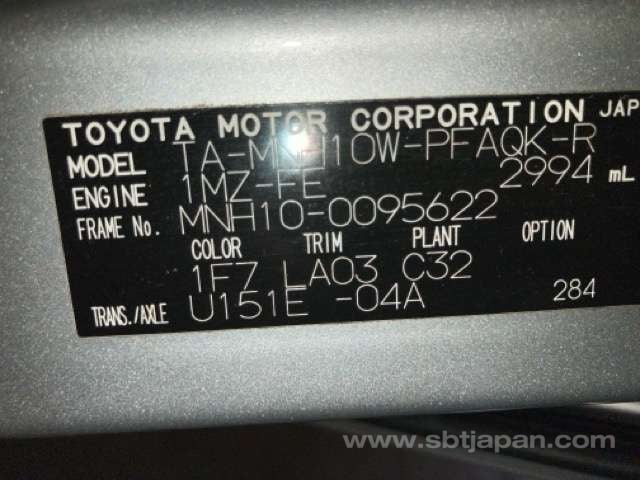 TOYOTA MOTOR CORPORATION JAP
MODEL TA-MNH10W-PFAQK-R
ENGINE 1MZ-FE 2994 mL
FRAME No. MNH10-0095622
COLOR TRIM PLANT OPTION
1F7 LA03 C32
TRANS./AXLE U151E -04A 284
www.sbtjapan.com